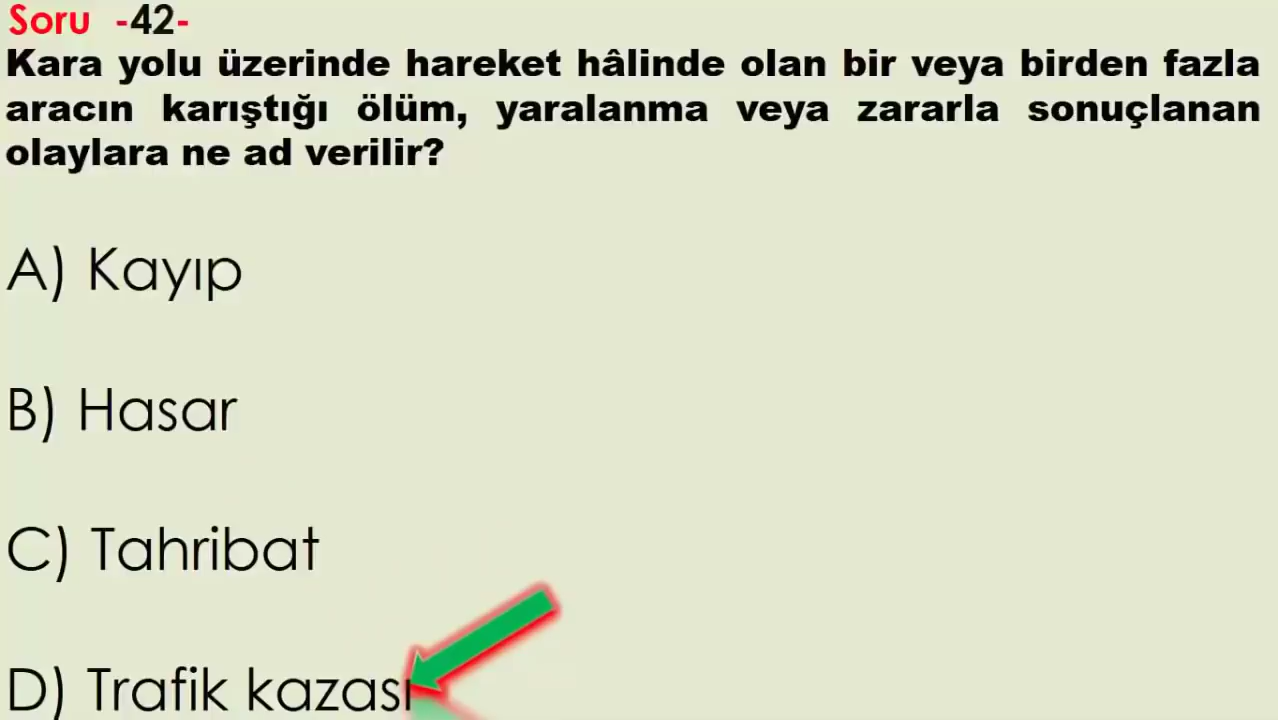 Soru -42-
Kara yolu üzerinde hareket hâlinde olan bir veya birden fazla
aracın karıştığı ölüm, yaralanma veya zararla sonuçlanan
olaylara ne ad verilir?
A) Kayıp
B) Hasar
C) Tahribat
D) Trafik kazası